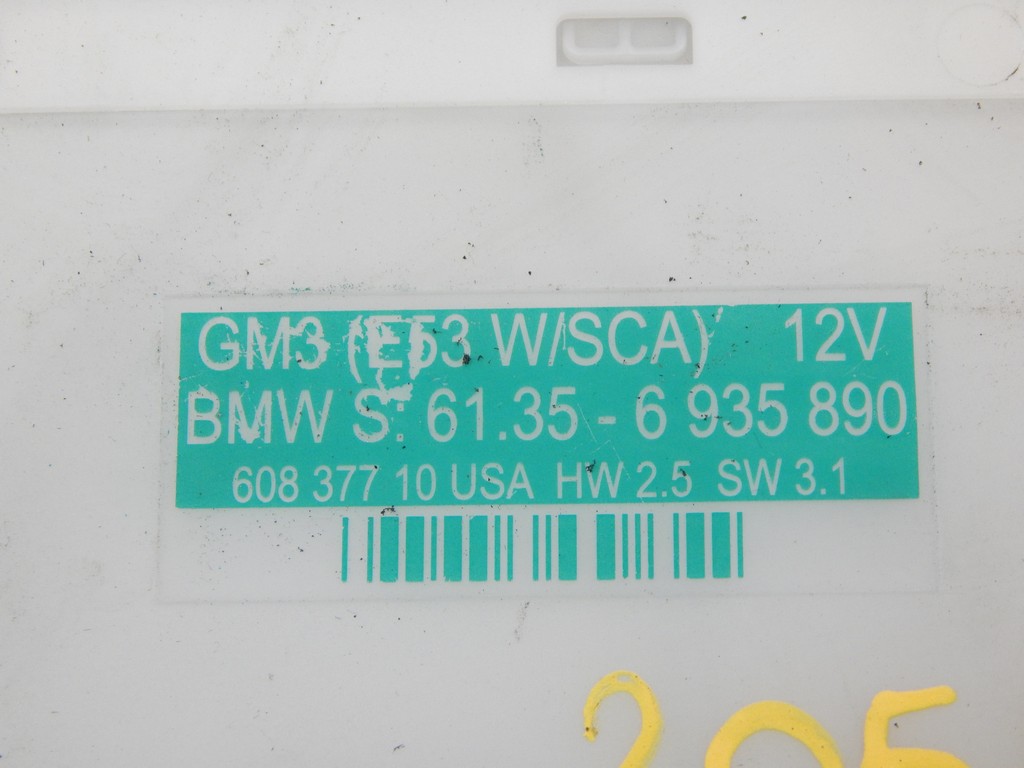 GM3 (E53 W/SCA) 12V
BMW S: 61.35 - 6 935 890
608 377 10 USA HW 2.5 SW 3.1
205